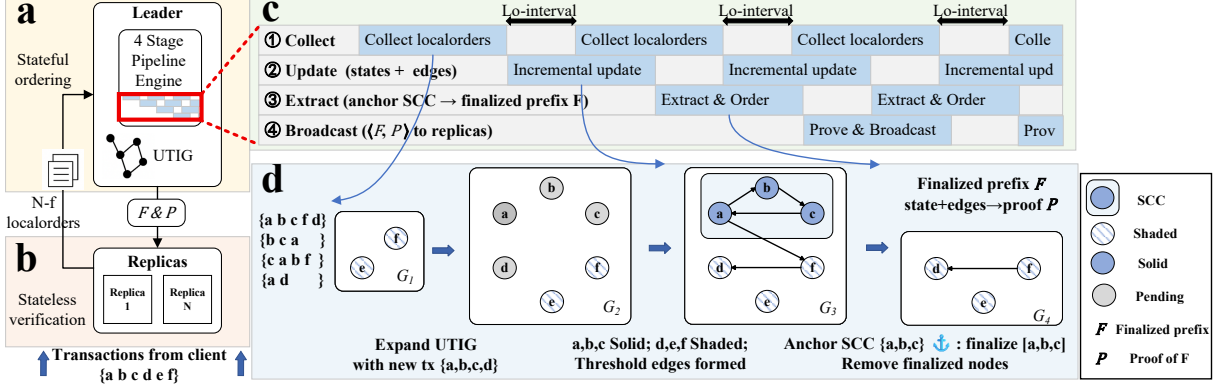 a
Leader
4 Stage
Pipeline
Engine
Stateful
ordering
UTIG
N-f
localorders
F & P
b
Replicas
Replica
1
Replica
N
Stateless
verification
Transactions from client
{a b c d e f}
c
Lo-interval
Lo-interval
Lo-interval
① Collect
Collect localorders
Collect localorders
Collect localorders
Colle
② Update (states + edges)
Incremental update
Incremental update
Incremental upd
③ Extract (anchor SCC → finalized prefix F)
Extract & Order
Extract & Order
④ Broadcast (⟨F, P⟩ to replicas)
Prove & Broadcast
Prov
d
{a b c f d}
{b c a }
{c a b f }
{a d }
f
e
G1
b
a
c
d
f
e
G2
b
a
c
d
f
e
G3
Finalized prefix F
state+edges→proof P
d
f
e
G4
Expand UTIG
with new tx {a,b,c,d}
a,b,c Solid; d,e,f Shaded;
Threshold edges formed
Anchor SCC {a,b,c} ⚓ : finalize [a,b,c]
Remove finalized nodes
SCC
Shaded
Solid
Pending
F Finalized prefix
P Proof of F